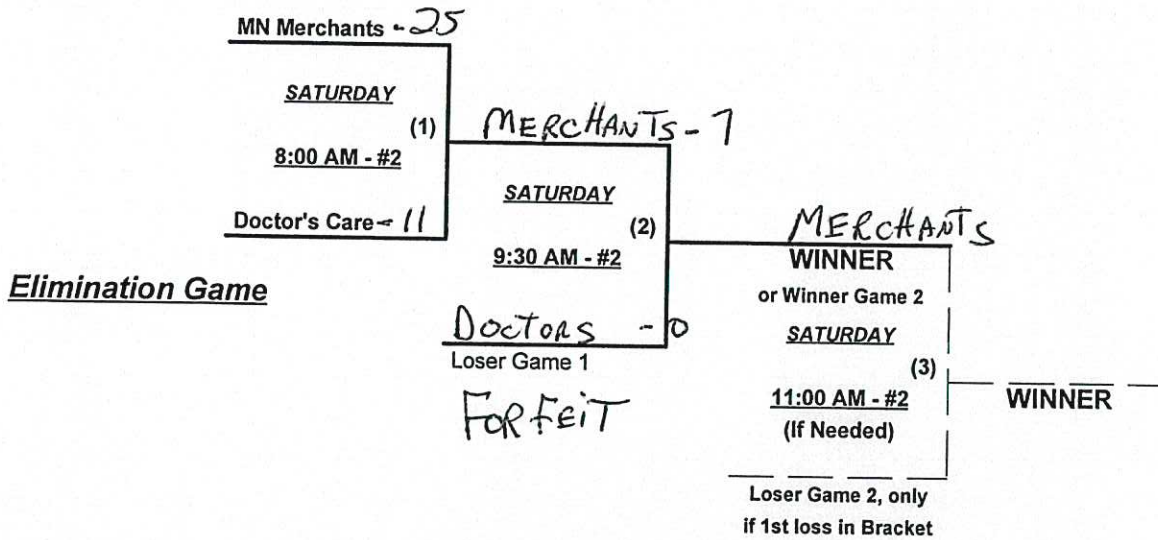 MN Merchants - 25
SATURDAY
(1)
8:00 AM - #2
Doctor's Care - 11
MERCHANTS - 7
SATURDAY
(2)
9:30 AM - #2
DOCTORS - 0
Loser Game 1
FORFEIT
Elimination Game
MERCHANTS
WINNER
or Winner Game 2
SATURDAY
(3)
11:00 AM - #2
(If Needed)
Loser Game 2, only
if 1st loss in Bracket
WINNER